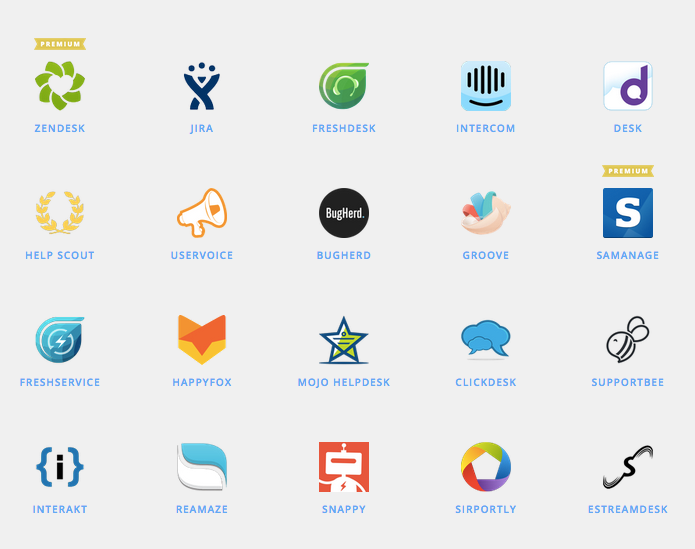 PREMIUM
ZENDESK
JIRA
FRESHDESK
INTERCOM
d
DESK
PREMIUM
HELP SCOUT
USERVOICE
BugHerd.
BUGHERD
GROOVE
S
SAMANAGE
FRESHSERVICE
HAPPYFOX
MOJO HELPDESK
CLICKDESK
SUPPORTBEE
{i}
INTERAKT
REAMAZE
SNAPPY
SIRPORTLY
S
ESTREAMDESK